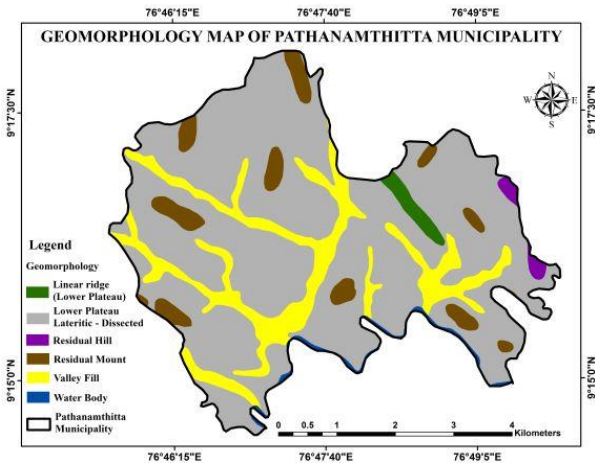 76°46'15"E 76°47'40"E 76°49'5"E
GEOMORPHOLOGY MAP OF PATHANAMTHITTA MUNICIPALITY
N
W E
S
9°17'30"N 9°17'30"N
Legend
Geomorphology
Linear ridge
(Lower Plateau)
Lower Plateau
Lateritic - Dissected
Residual Hill
Residual Mount
Valley Fill
Water Body
Pathanamthitta
Municipality
9°15'0"N 9°15'0"N
0 0.5 1 2 3 4
Kilometers
76°46'15"E 76°47'40"E 76°49'5"E